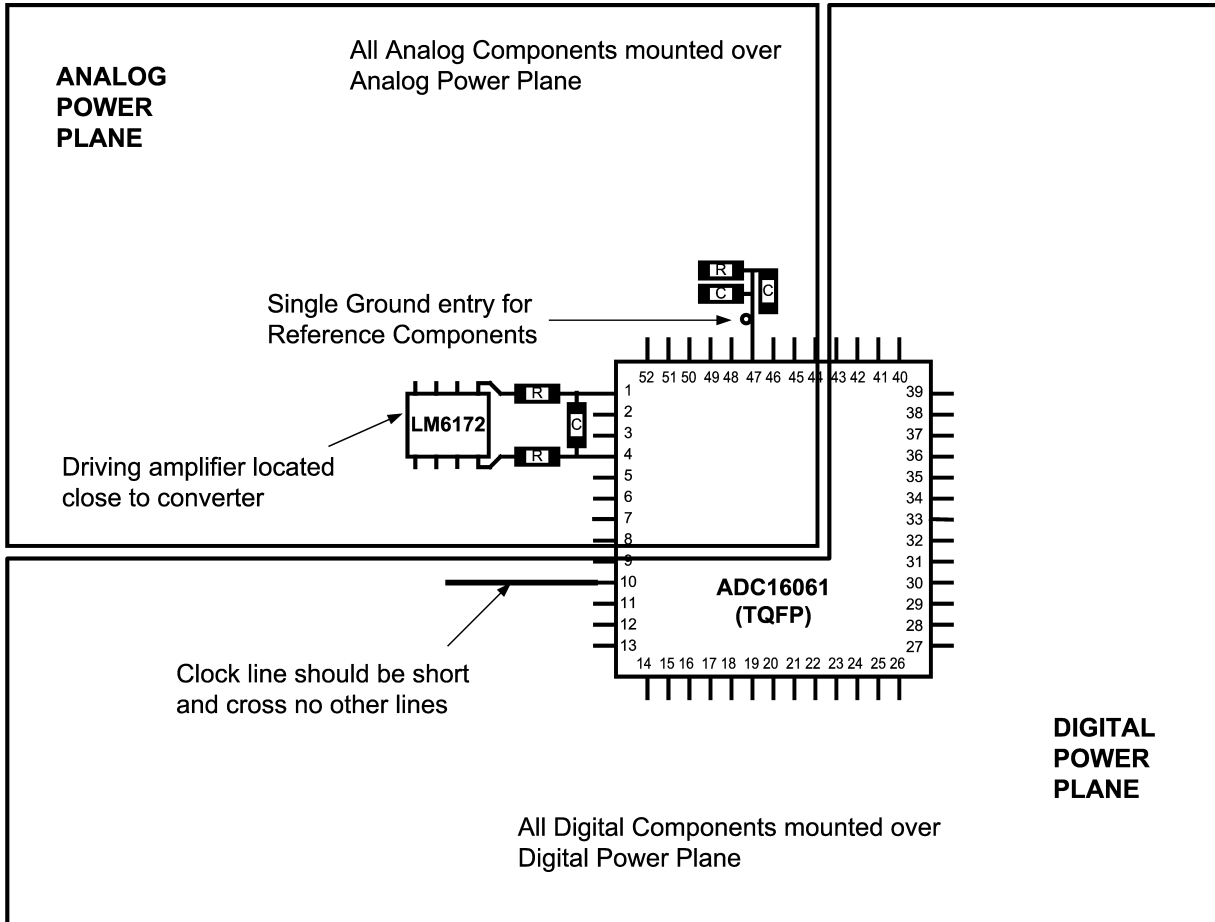 ANALOG
POWER
PLANE
All Analog Components mounted over
Analog Power Plane
R
C
C
Single Ground entry for
Reference Components
52 51 50 49 48 47 46 45 44 43 42 41 40
LM6172
R
C
R
Driving amplifier located
close to converter
1
2
3
4
5
6
7
8
9
10
11
12
13
39
38
37
36
35
34
33
32
31
30
29
28
27
ADC16061
(TQFP)
14 15 16 17 18 19 20 21 22 23 24 25 26
Clock line should be short
and cross no other lines
DIGITAL
POWER
PLANE
All Digital Components mounted over
Digital Power Plane